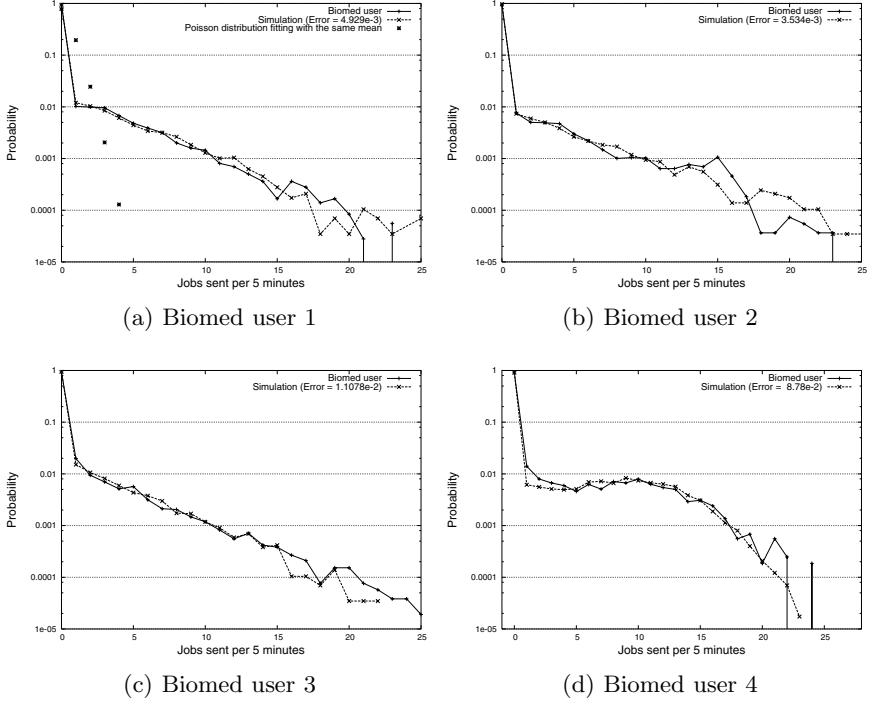 Biomed user
Simulation (Error = 4.929e-3)
Poisson distribution fitting with the same mean
1
0.1
0.01
0.001
0.0001
1e-05
Probability
0 5 10 15 20 25
Jobs sent per 5 minutes
(a) Biomed user 1
Biomed user
Simulation (Error = 3.534e-3)
1
0.1
0.01
0.001
0.0001
1e-05
Probability
0 5 10 15 20 25
Jobs sent per 5 minutes
(b) Biomed user 2
Biomed user
Simulation (Error = 1.1078e-2)
1
0.1
0.01
0.001
0.0001
1e-05
Probability
0 5 10 15 20 25
Jobs sent per 5 minutes
(c) Biomed user 3
Biomed user
Simulation (Error = 8.78e-2)
1
0.1
0.01
0.001
0.0001
1e-05
Probability
0 5 10 15 20 25
Jobs sent per 5 minutes
(d) Biomed user 4